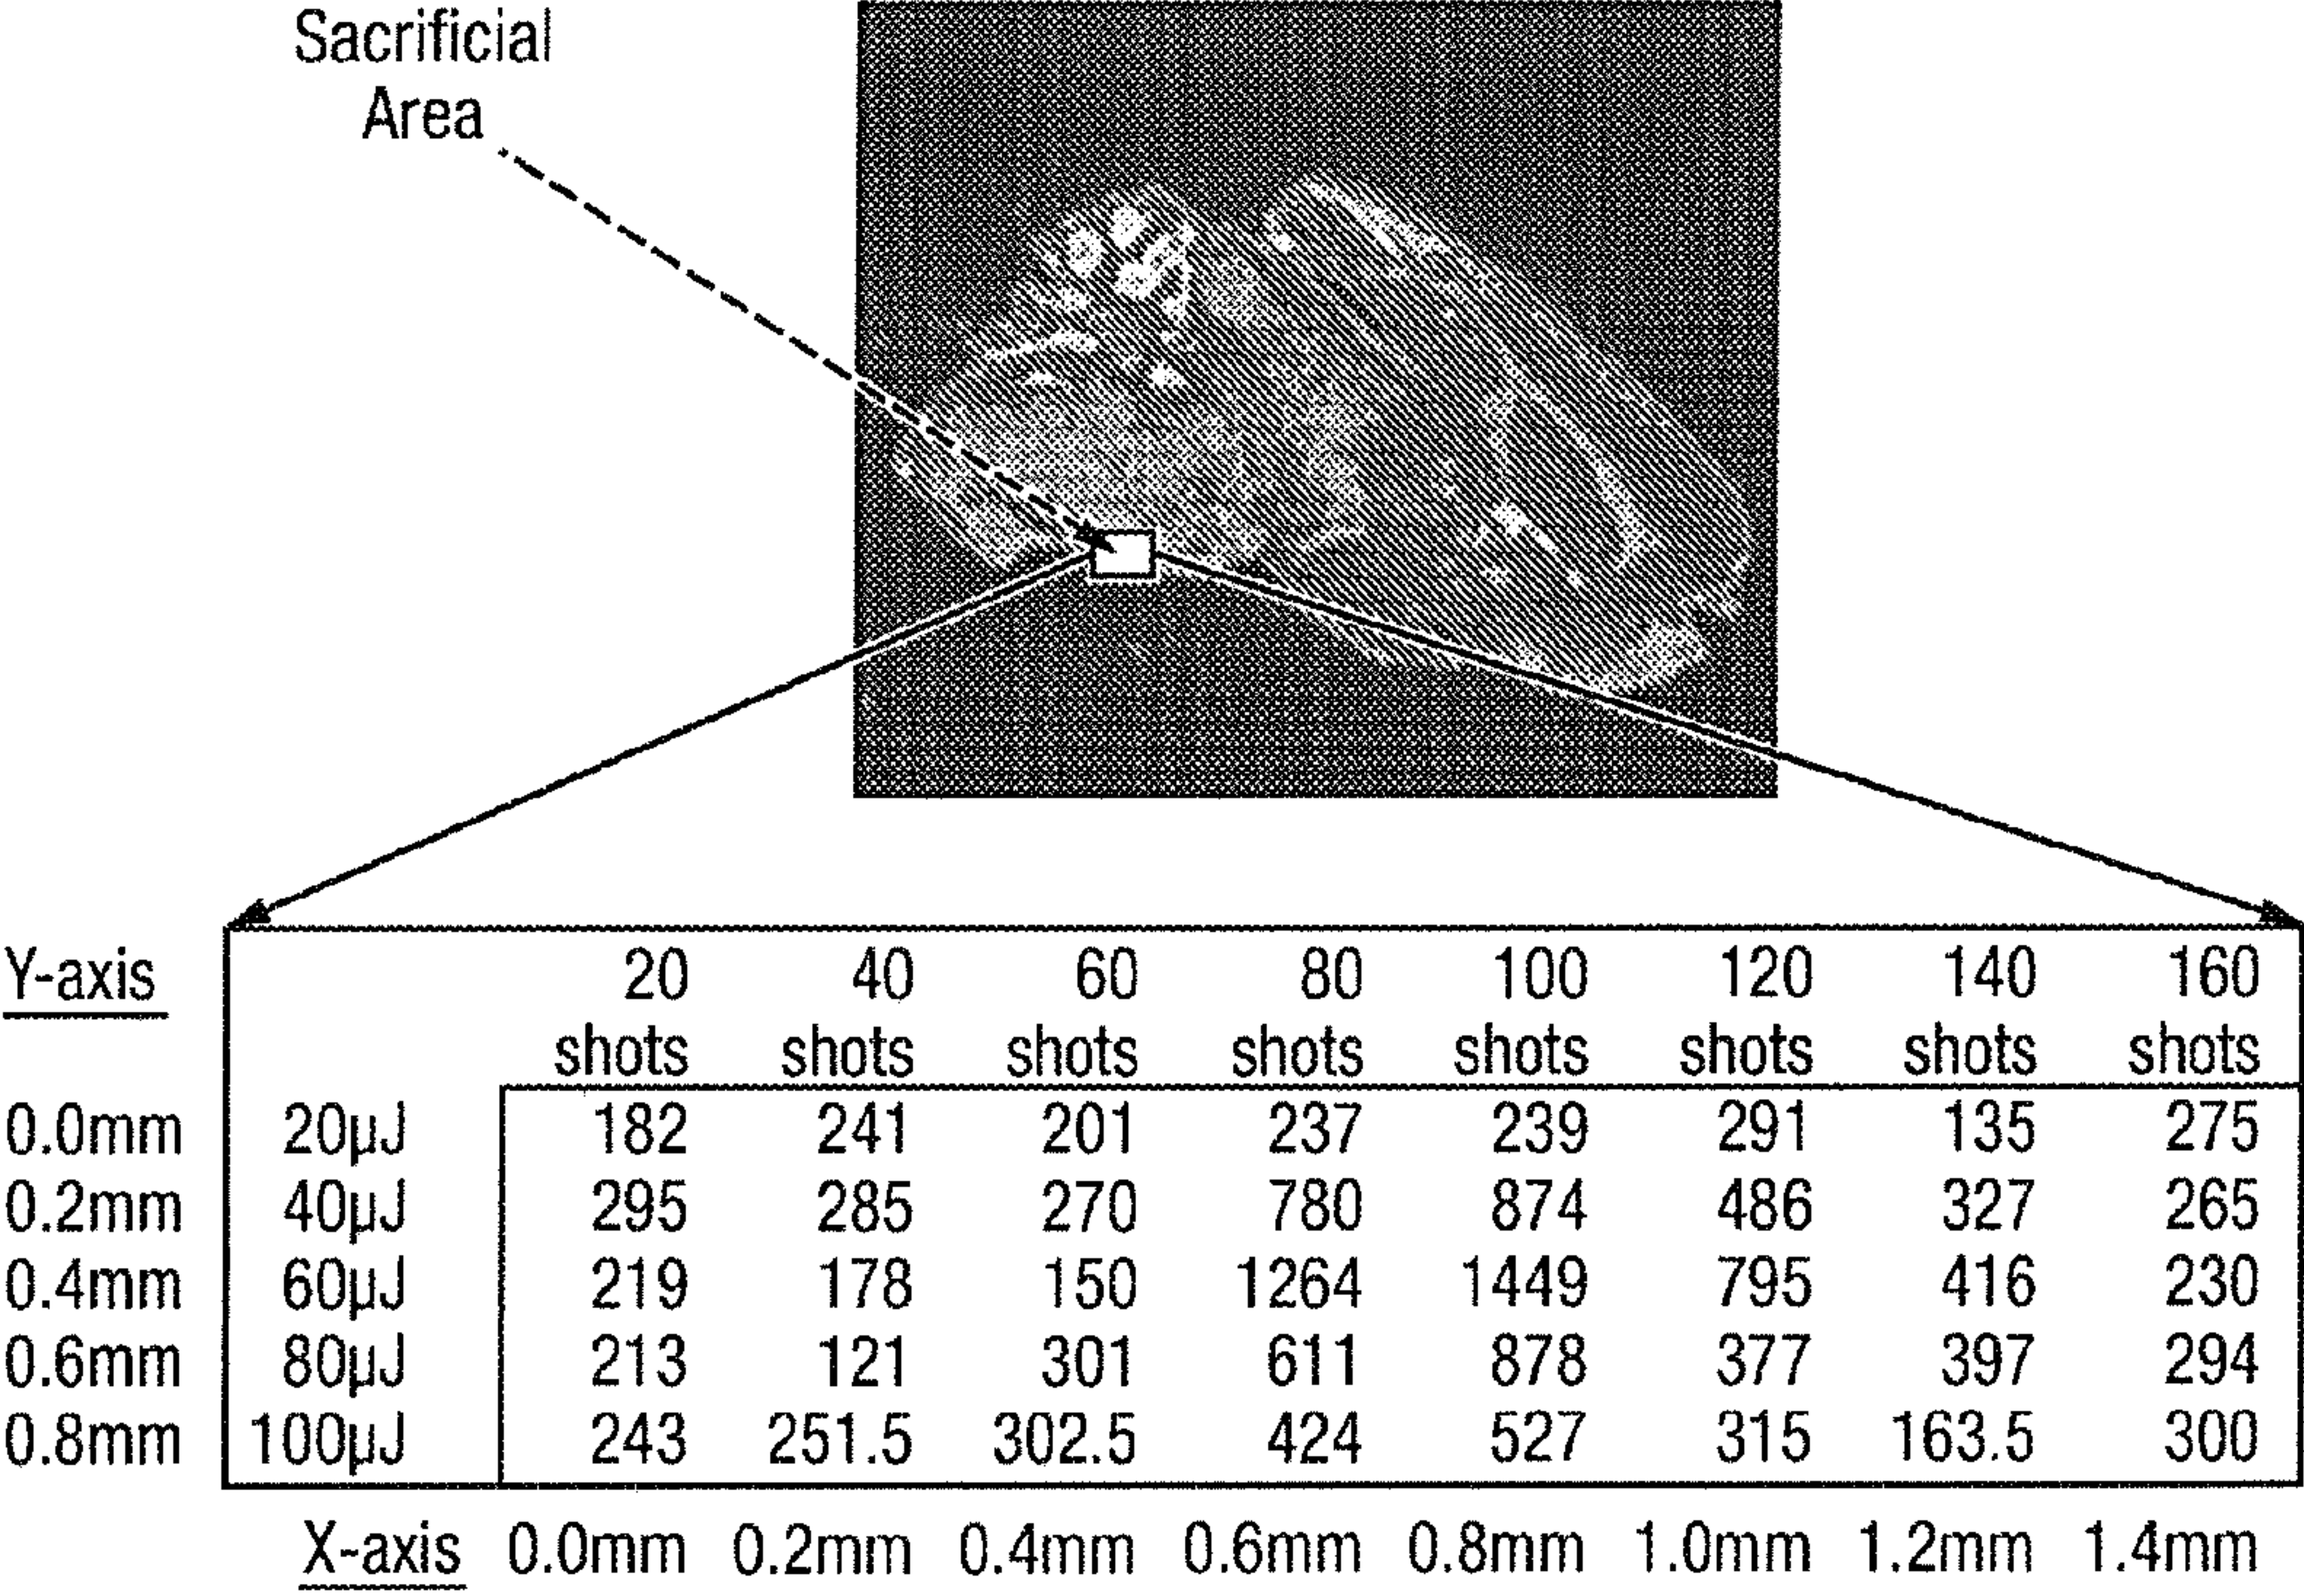 Sacrificial
Area
Y-axis 20 40 60 80 100 120 140 160
shots shots shots shots shots shots shots shots
0.0mm 20µJ 182 241 201 237 239 291 135 275
0.2mm 40µJ 295 285 270 780 874 486 327 265
0.4mm 60µJ 219 178 150 1264 1449 795 416 230
0.6mm 80µJ 213 121 301 611 878 377 397 294
0.8mm 100µJ 243 251.5 302.5 424 527 315 163.5 300
X-axis 0.0mm 0.2mm 0.4mm 0.6mm 0.8mm 1.0mm 1.2mm 1.4mm